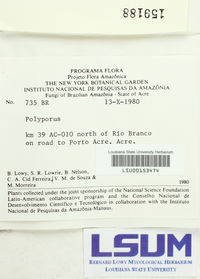 159188
PROGRAMA FLORA
Projeto Flora Amazônica
THE NEW YORK BOTANICAL GARDEN
INSTITUTO NACIONAL DE PESQUISAS DA AMAZÔNIA
Fungi of Brazilian Amazônia - State of Acre
No. 735 BR 13-X-1980
Polyporus
km 39 AC-010 north of Rio Branco
on road to Porto Acre. Acre.
Louisiana State University Herbarium
LSU00153474
B. Lowy, S. R. Lowrie, B. Nelson,
C. A. Cid Ferreira, V. M. de Souza &
M. Moreira 1980
Plants collected under the joint sponsorship of the National Science Foundation
Latin-American collaborative program and the Conselho Nacional de
Desenvolvimento Científico e Tecnológico in collaboration with the Instituto
Nacional de Pesquisas da Amazônia-Manaus.
LSUM
BERNARD LOWY MYCOLOGICAL HERBARIUM
LOUISIANA STATE UNIVERSITY